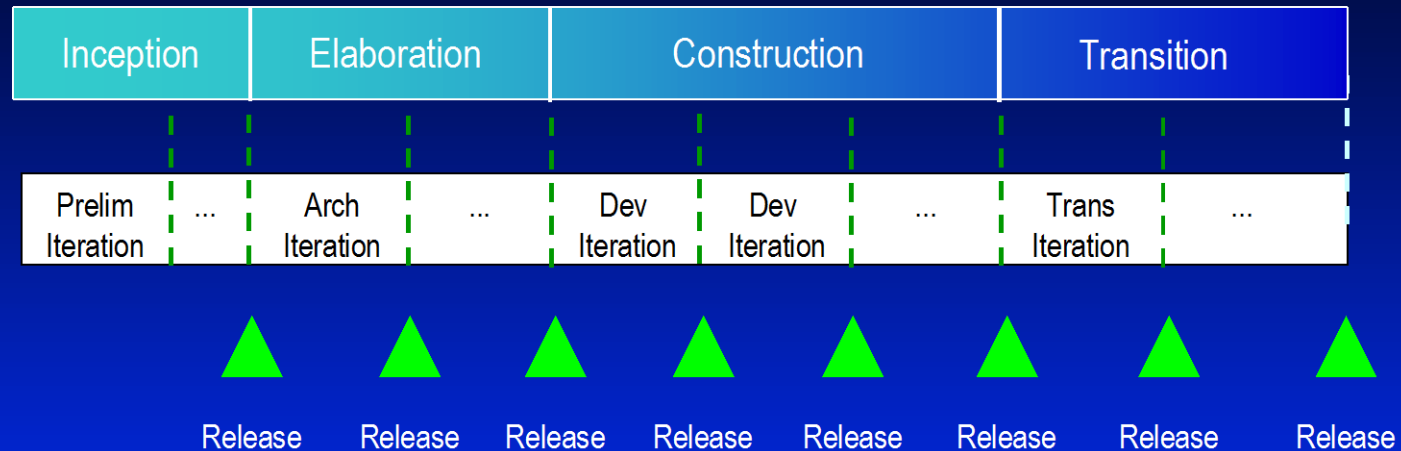 Inception Elaboration Construction Transition
Prelim ... Arch ... Dev Dev ... Trans ...
Iteration Iteration Iteration Iteration Iteration
Release Release Release Release Release Release Release Release